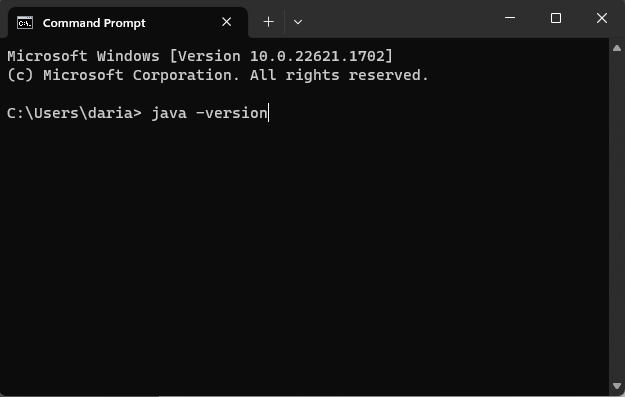 Command Prompt
Microsoft Windows [Version 10.0.22621.1702]
(c) Microsoft Corporation. All rights reserved.
C:\Users\daria> java -version